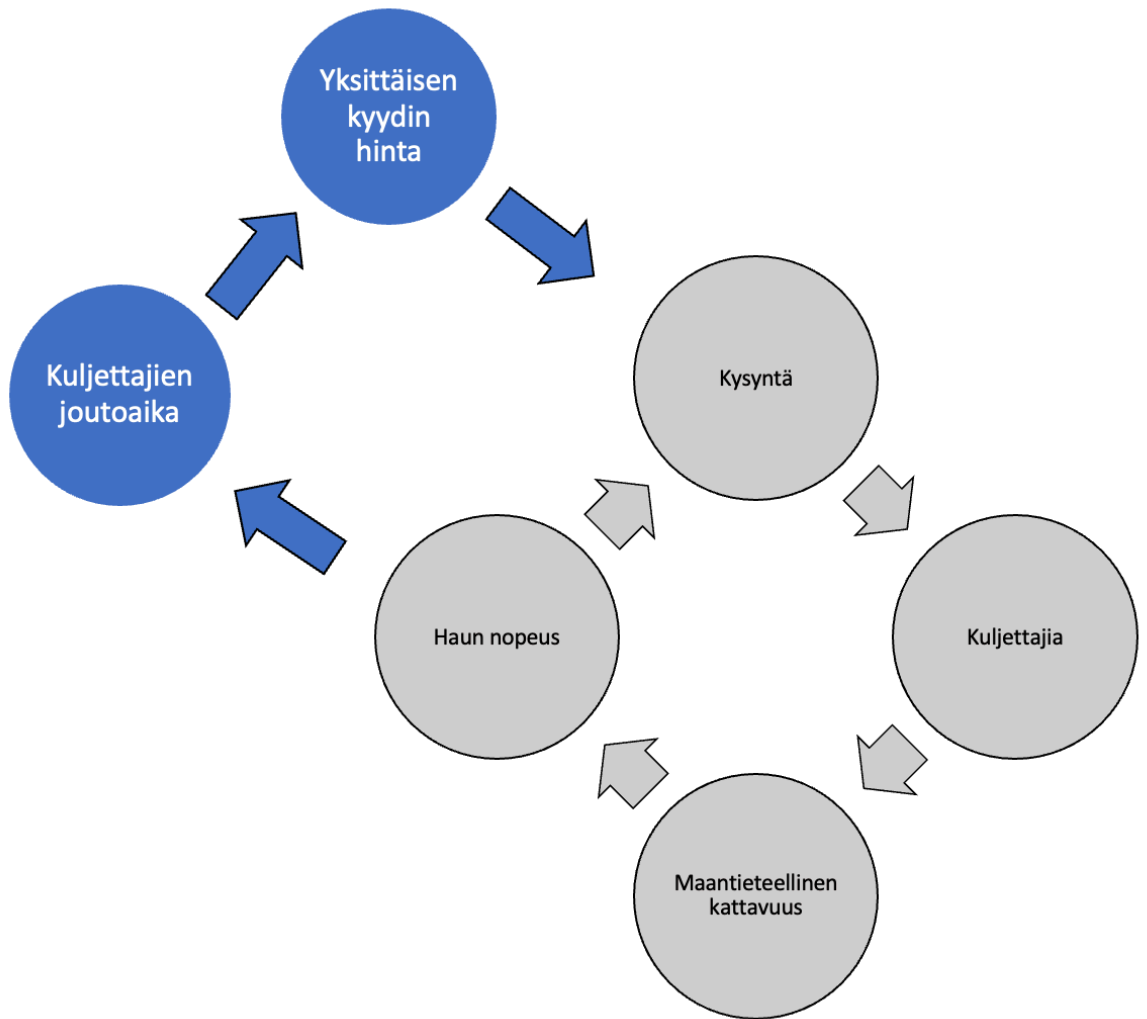 Yksittäisen
kyydin
hinta
Kuljettajien
joutoaika
Kysyntä
Haun nopeus
Kuljettajia
Maantieteellinen
kattavuus